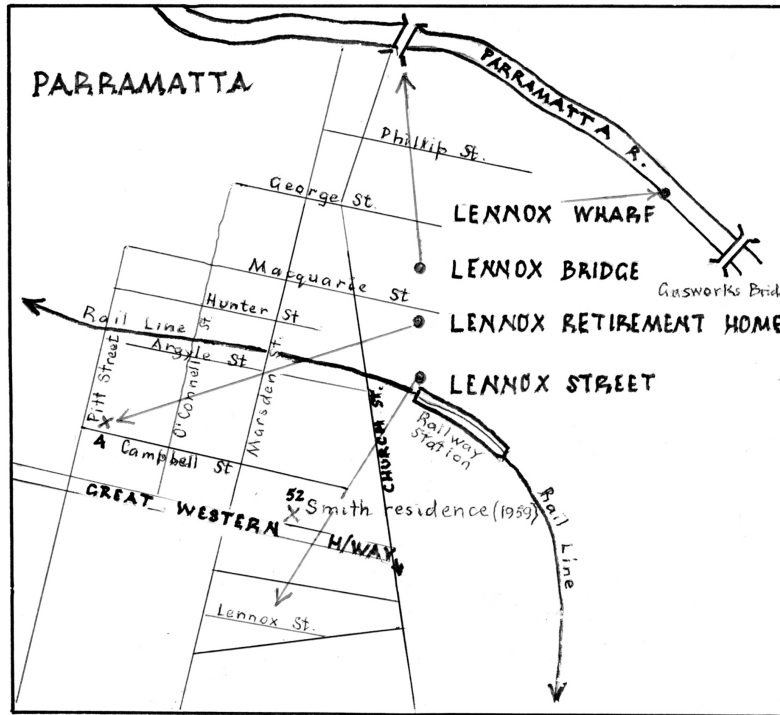 PARRAMATTA
PARRAMATTA R.
Phillip St.
George St.
LENNOX WHARF
LENNOX BRIDGE
Macquarie St
Gasworks Brid
Hunter St
LENNOX RETIREMENT HOME
Rail Line
Argyle St
LENNOX STREET
Pitt Street
O'Connell St.
Marsden St.
CHURCH St.
Railway
Station
4
Campbell St
52
Smith residence (1959)
GREAT WESTERN H/WAY
Rail Line
Lennox St.